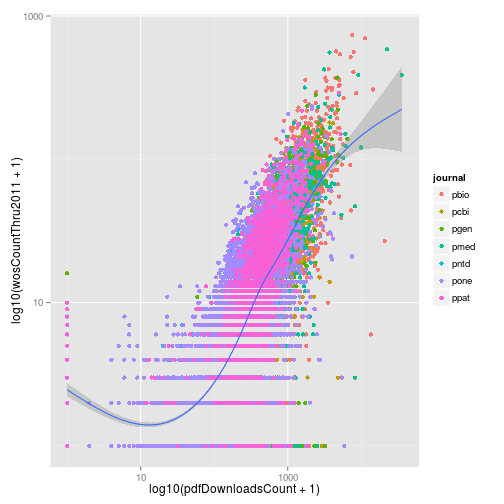 1000
10
log10(wosCountThru2011 + 1)
10
1000
log10(pdfDownloadsCount + 1)
journal
pbio
pcbi
pgen
pmed
pntd
pone
ppat